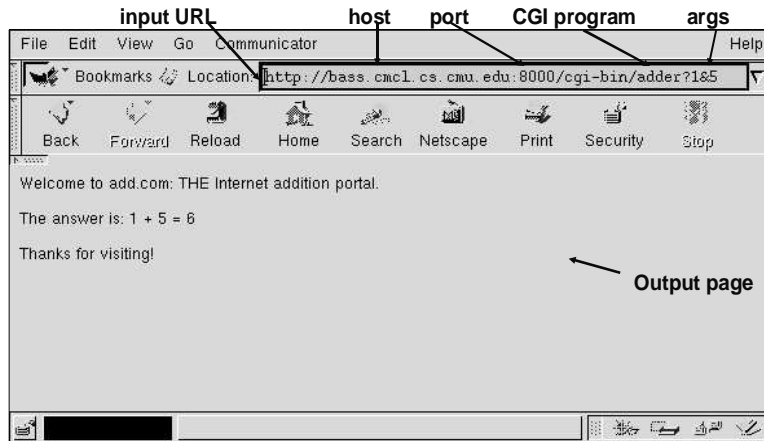 input URL host port CGI program args
File Edit View Go Communicator Help
Bookmarks Location: http://bass.cmcl.cs.cmu.edu:8000/cgi-bin/adder?1&5
Back Forward Reload Home Search Netscape Print Security Stop
Welcome to add.com: THE Internet addition portal.
The answer is: 1 + 5 = 6
Thanks for visiting!
Output page